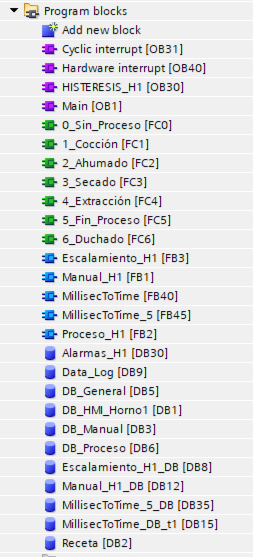 Program blocks
Add new block
Cyclic interrupt [OB31]
Hardware interrupt [OB40]
HISTERESIS_H1 [OB30]
Main [OB1]
0_Sin_Proceso [FC0]
1_Cocción [FC1]
2_Ahumado [FC2]
3_Secado [FC3]
4_Extracción [FC4]
5_Fin_Proceso [FC5]
6_Duchado [FC6]
Escalamiento_H1 [FB3]
Manual_H1 [FB1]
MillisecToTime [FB40]
MillisecToTime_5 [FB45]
Proceso_H1 [FB2]
Alarmas_H1 [DB30]
Data_Log [DB9]
DB_General [DB5]
DB_HMI_Horno1 [DB1]
DB_Manual [DB3]
DB_Proceso [DB6]
Escalamiento_H1_DB [DB8]
Manual_H1_DB [DB12]
MillisecToTime_5_DB [DB35]
MillisecToTime_DB_t1 [DB15]
Receta [DB2]